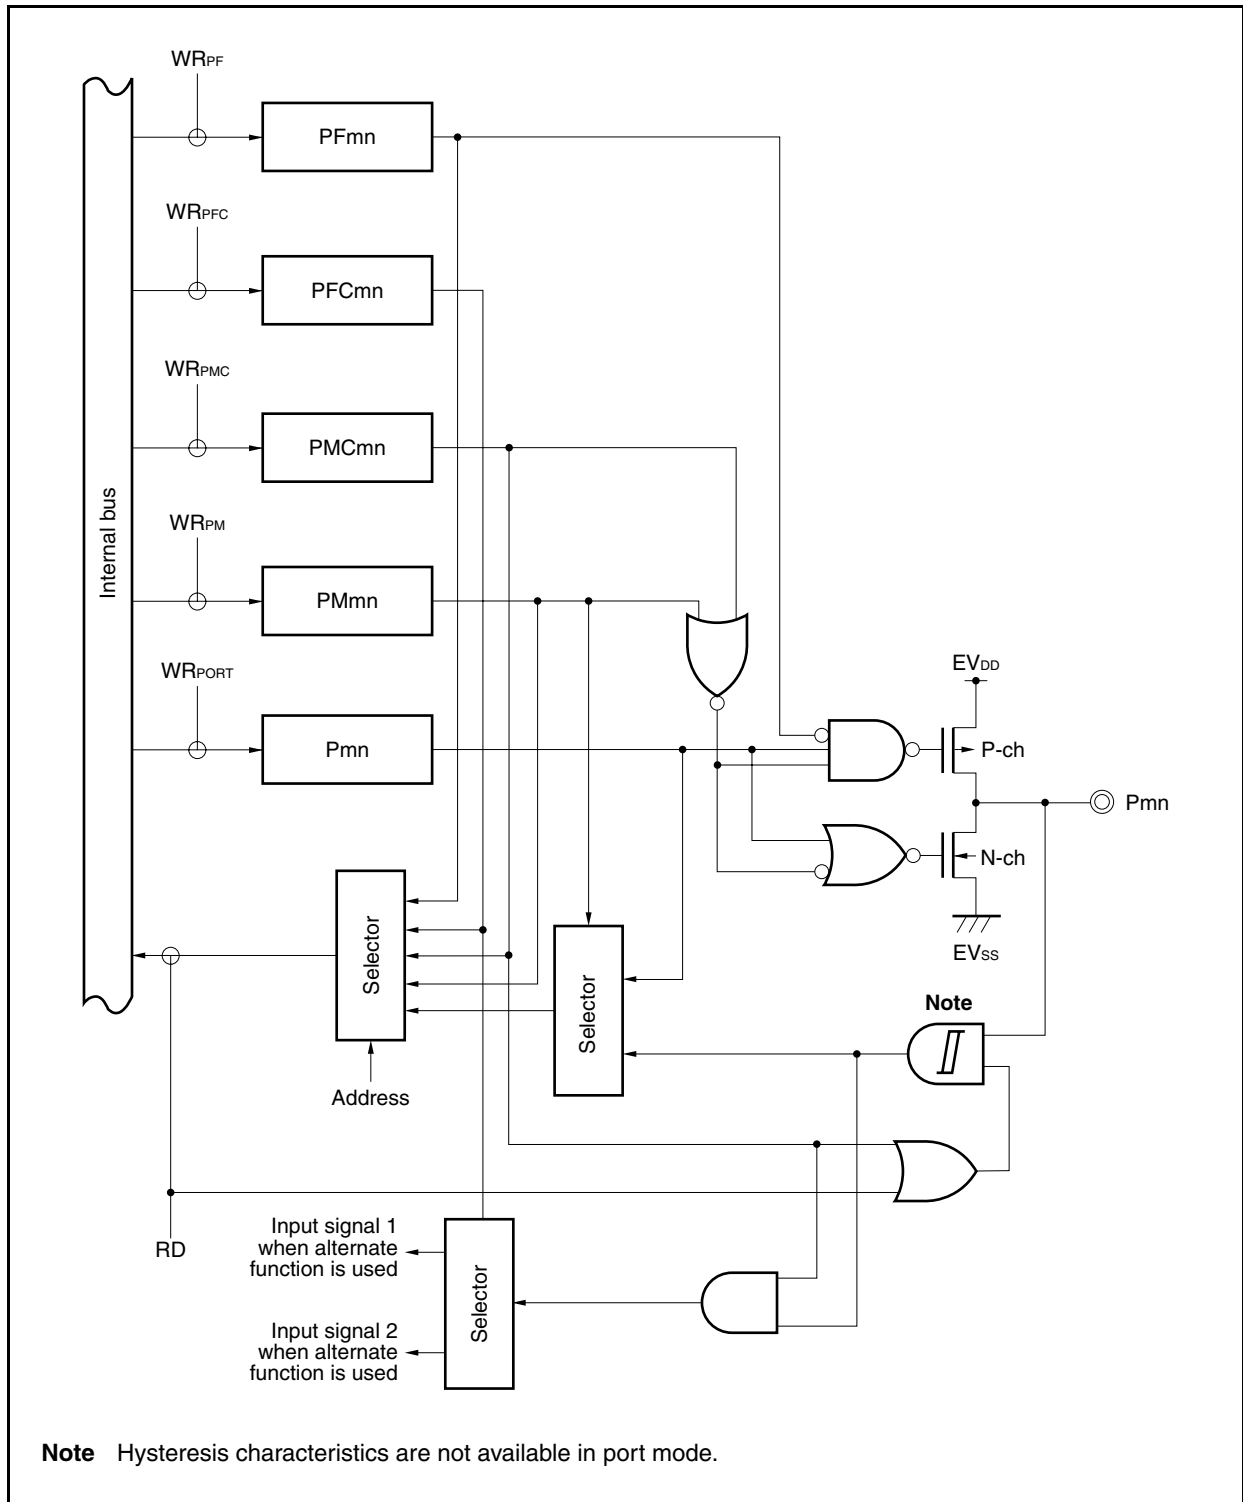 WRPF
PFmn
WRPFC
PFCmn
WRPMC
PMCmn
Internal bus
WRPM
PMmn
WRPORT
Pmn
EVDD
P-ch
Pmn
N-ch
EVSS
Selector
Selector
Note
Address
RD
Input signal 1
when alternate
function is used
Selector
Input signal 2
when alternate
function is used
Note Hysteresis characteristics are not available in port mode.